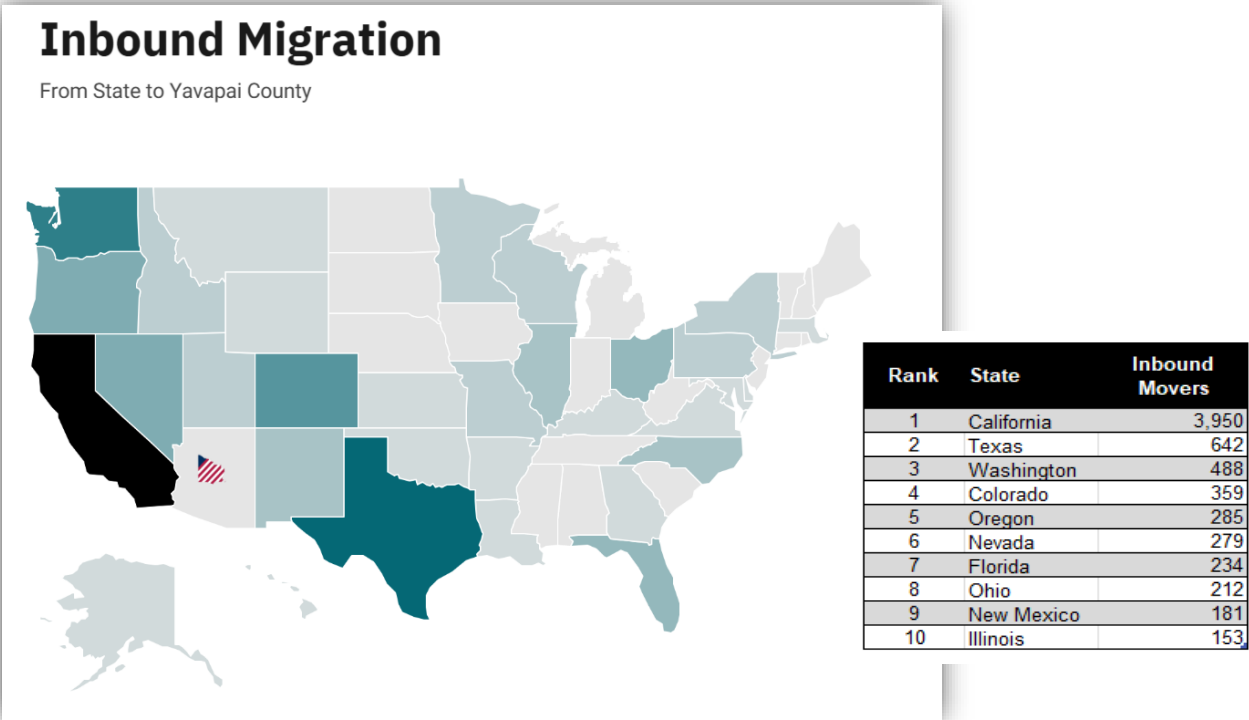 Inbound Migration
From State to Yavapai County
Rank State Inbound Movers
1 California 3,950
2 Texas 642
3 Washington 488
4 Colorado 359
5 Oregon 285
6 Nevada 279
7 Florida 234
8 Ohio 212
9 New Mexico 181
10 Illinois 153